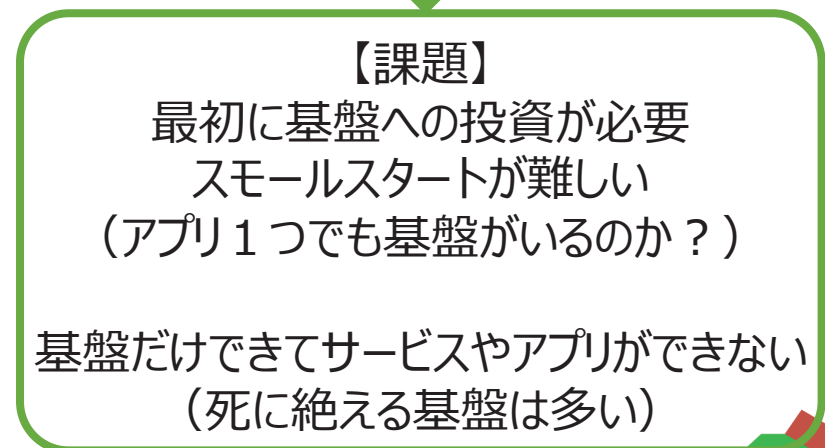 【課題】
最初に基盤への投資が必要
スモールスタートが難しい
（アプリ１つでも基盤がいるのか？）
基盤だけできてサービスやアプリができない
（死に絶える基盤は多い）